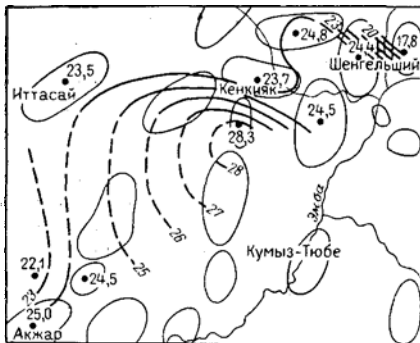 23
20
24,8
24,4
17,8
Шенгельший
23,5
23,7
Иттасай
Кенкияк
24,5
28,3
28
27
Эмба
26
Кумыз-Тюбе
25
22,1
24,5
23
25,0
Акжар